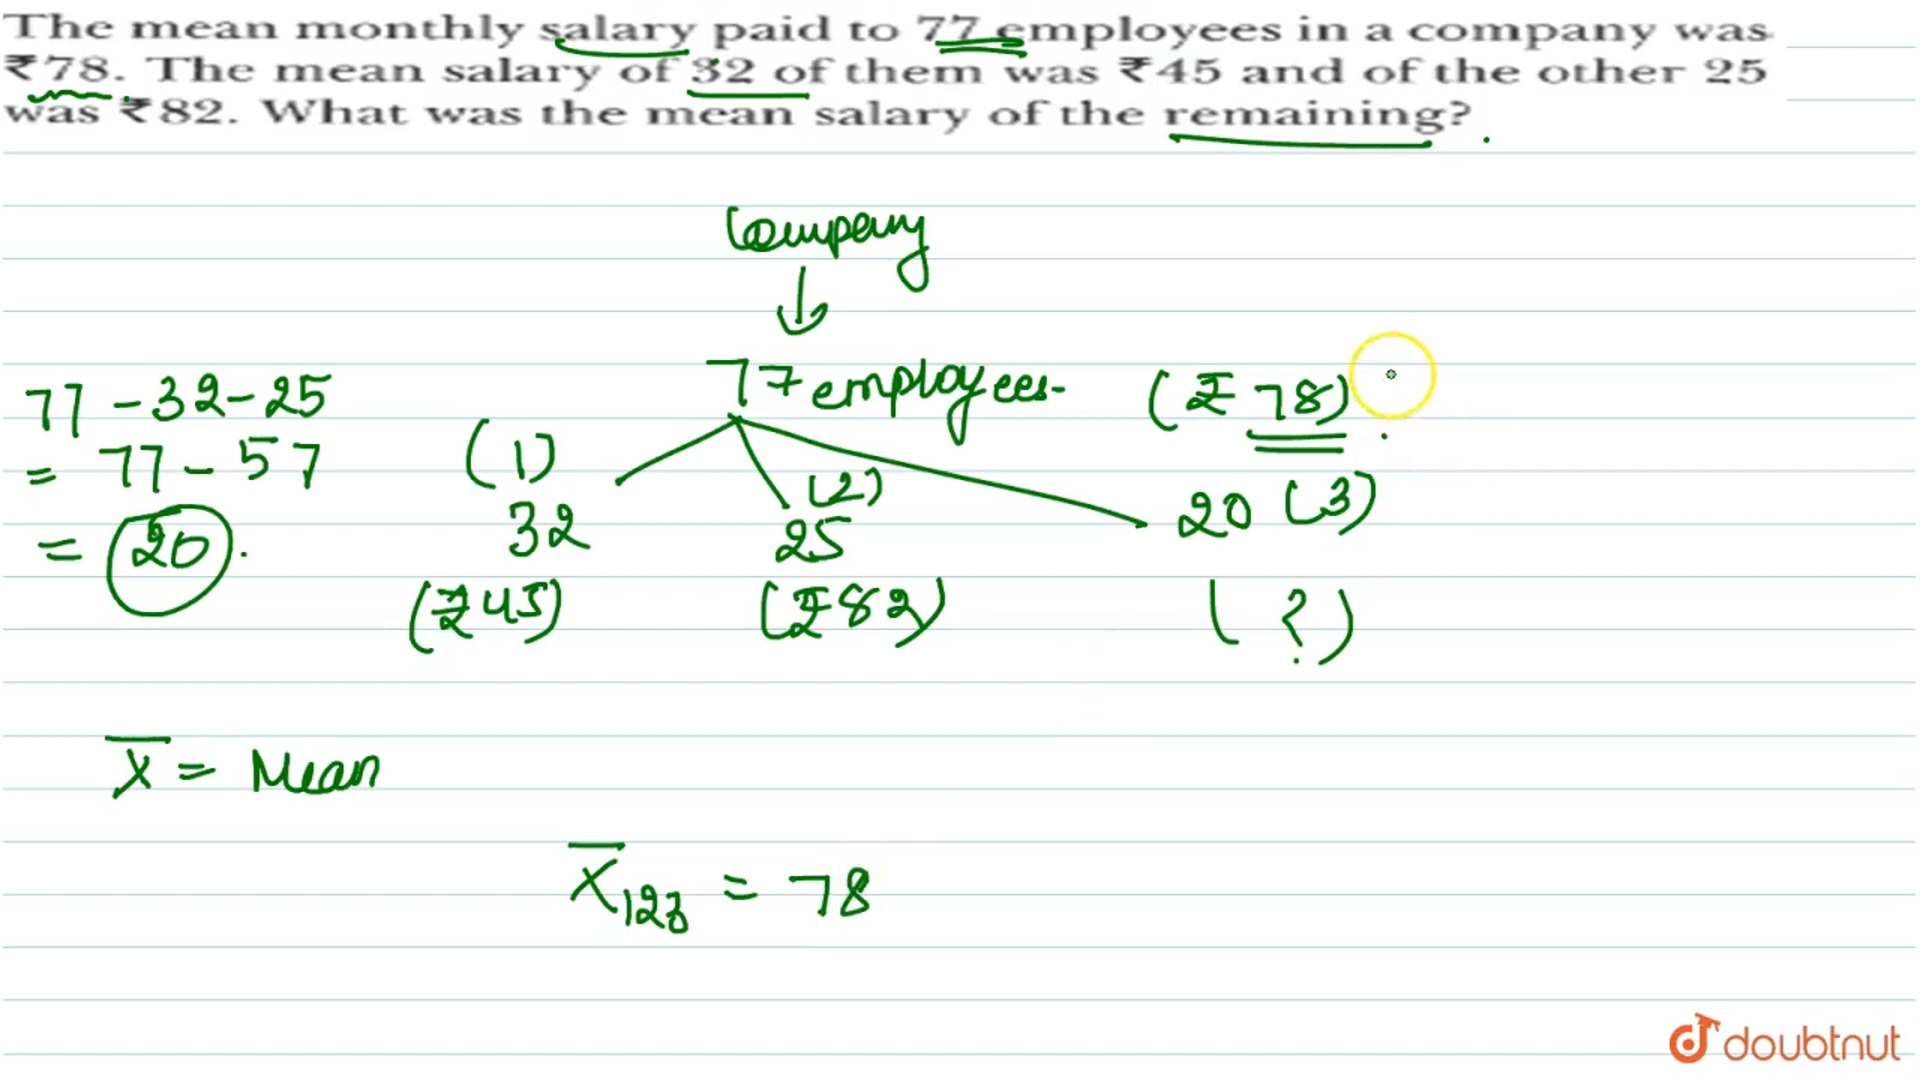 The mean monthly salary paid to 77 employees in a company was
₹78. The mean salary of 32 of them was ₹45 and of the other 25
was ₹82. What was the mean salary of the remaining?
Company
77 employees (₹78)
77 - 32 - 25
= 77 - 57
= 20
(1)
32
(₹45)
(2)
25
(₹82)
20 (3)
( ? )
X̅ = Mean
X̅123 = 78
doubtnut